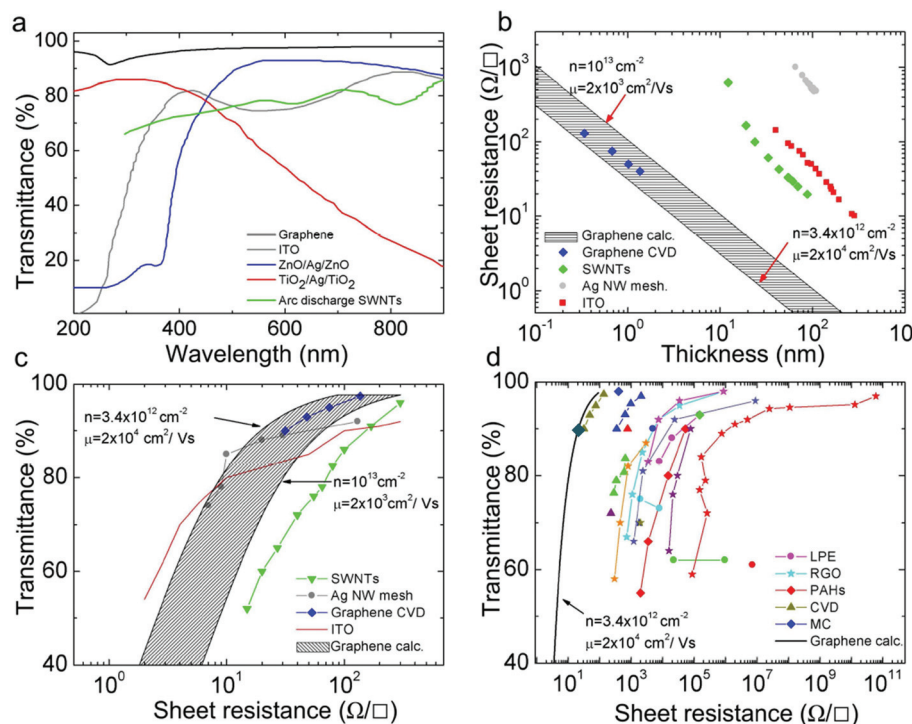 a
Transmittance (%)
100
80
60
40
20
Graphene
ITO
ZnO/Ag/ZnO
TiO₂/Ag/TiO₂
Arc discharge SWNTs
200 400 600 800
Wavelength (nm)
b
Sheet resistance (Ω/□)
10³
10²
10¹
10⁰
n=10¹³ cm⁻²
μ=2x10³ cm²/Vs
n=3.4x10¹² cm⁻²
μ=2x10⁴ cm²/Vs
Graphene calc.
Graphene CVD
SWNTs
Ag NW mesh.
ITO
10⁻¹ 10⁰ 10¹ 10² 10³
Thickness (nm)
c
Transmittance (%)
100
80
60
40
n=3.4x10¹² cm⁻²
μ=2x10⁴ cm²/ Vs
n=10¹³ cm⁻²
μ=2x10³ cm²/Vs
SWNTs
Ag NW mesh
Graphene CVD
ITO
Graphene calc.
10⁰ 10¹ 10²
Sheet resistance (Ω/□)
d
Transmittance (%)
100
80
60
40
n=3.4x10¹² cm⁻²
μ=2x10⁴ cm²/Vs
LPE
RGO
PAHs
CVD
MC
Graphene calc.
10¹ 10³ 10⁵ 10⁷ 10⁹ 10¹¹
Sheet resistance (Ω/□)